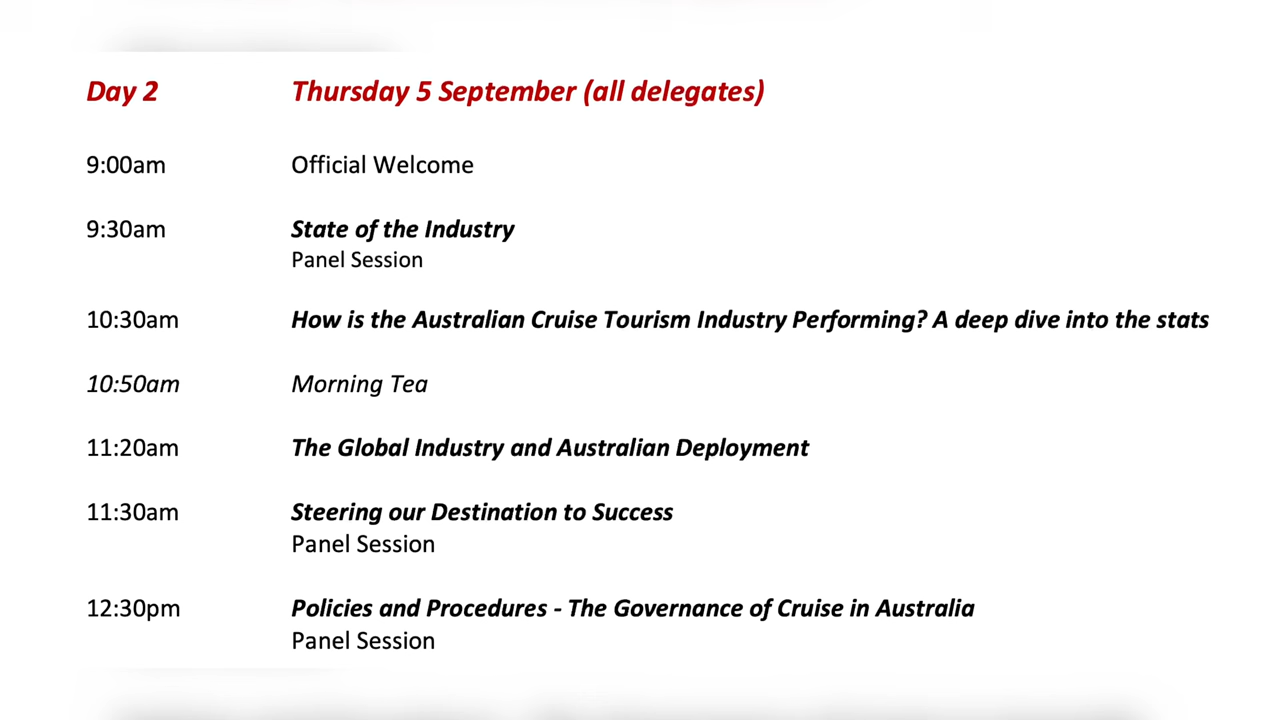 Day 2 Thursday 5 September (all delegates)
9:00am Official Welcome
9:30am State of the Industry
Panel Session
10:30am How is the Australian Cruise Tourism Industry Performing? A deep dive into the stats
10:50am Morning Tea
11:20am The Global Industry and Australian Deployment
11:30am Steering our Destination to Success
Panel Session
12:30pm Policies and Procedures - The Governance of Cruise in Australia
Panel Session